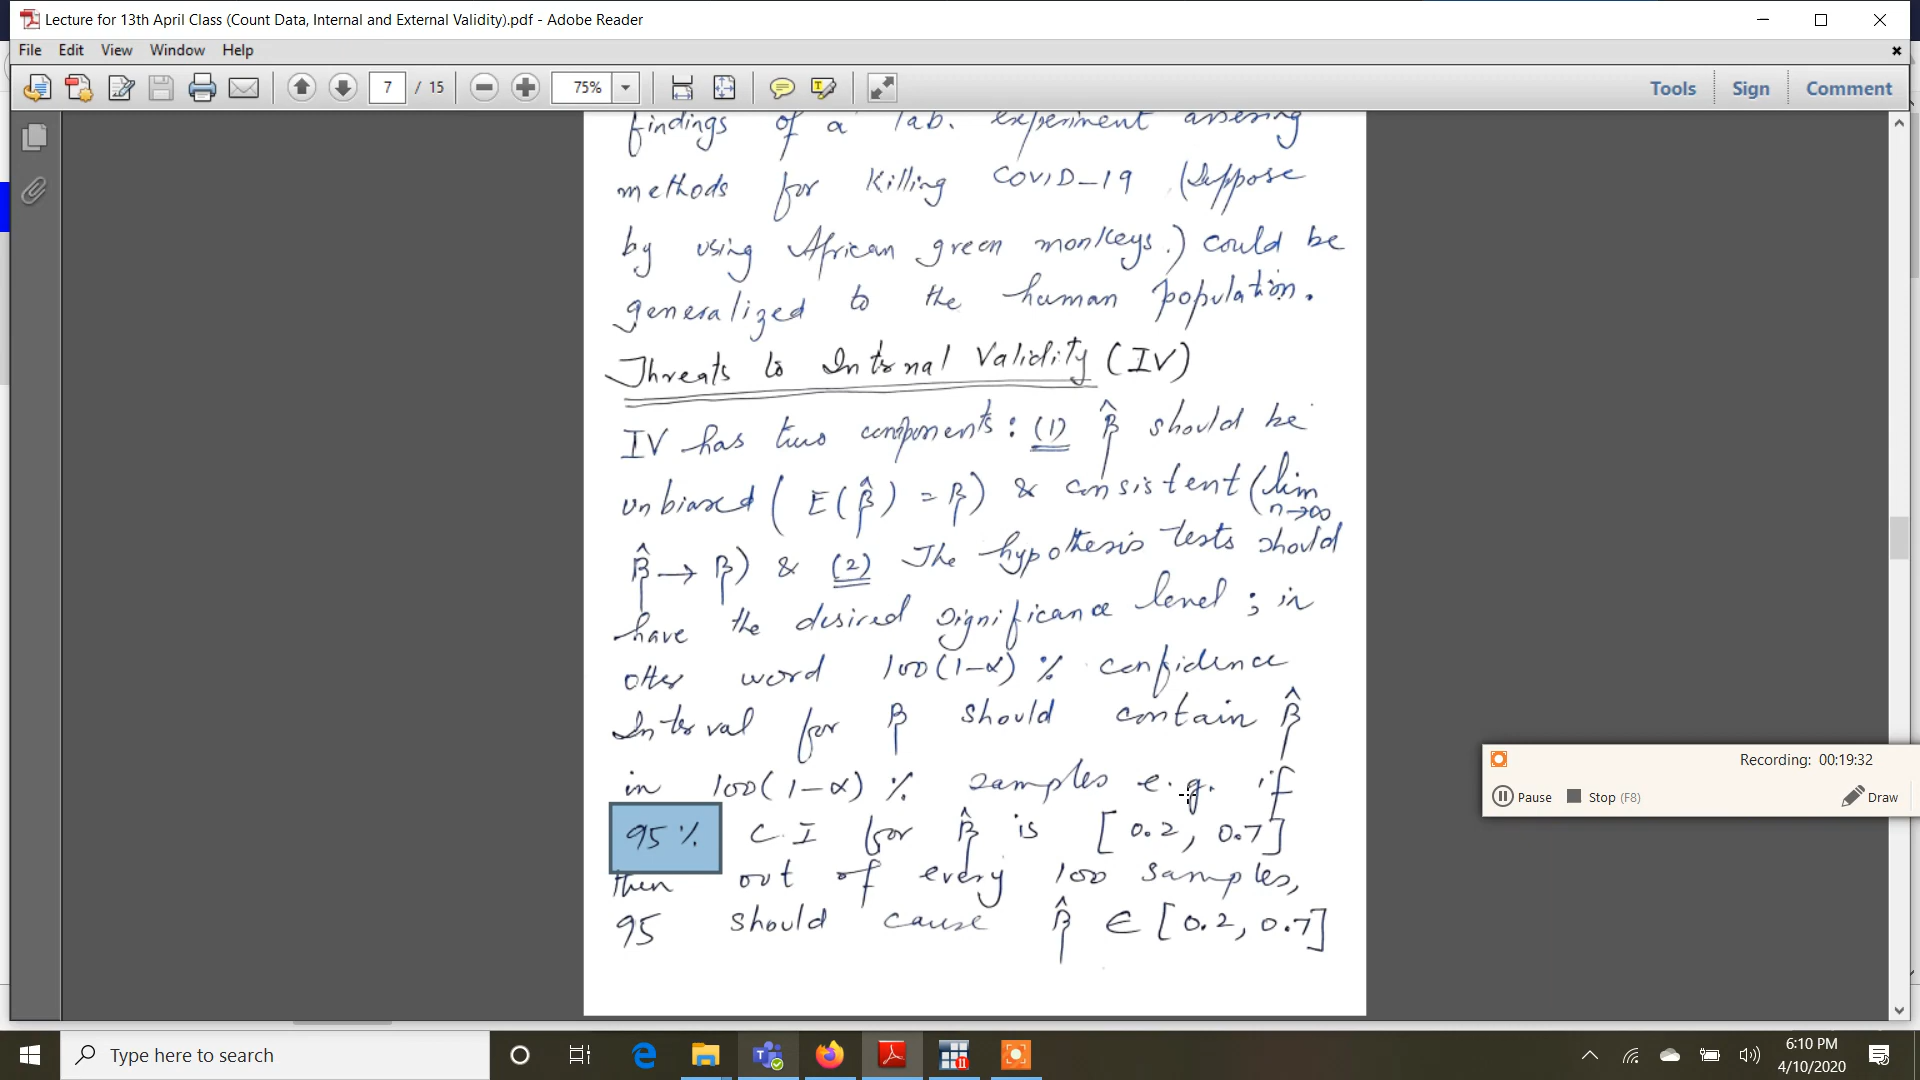 Lecture for 13th April Class (Count Data, Internal and External Validity).pdf - Adobe Reader
File Edit View Window Help
7 / 15 75% Tools Sign Comment
findings of a lab. experiment assesing
methods for killing COVID-19 (Suppose
by using African green monkeys.) could be
generalized to the human population.
Threats to Internal Validity (IV)
IV has two components: (1) β̂ should be
unbiased ( E(β̂) = β) & consistent (lim n→∞
β̂ → β) & (2) The hypothesis tests should
have the desired significance level; in
other word 100(1-α) % confidence
Interval for β should contain β̂
in 100(1-α) % samples e.g. if
95 % C.I for β̂ is [0.2, 0.7]
then out of every 100 samples,
95 should cause β̂ ∈ [0.2, 0.7]
Recording: 00:19:32
Pause Stop (F8) Draw
Type here to search
11
6:10 PM
4/10/2020